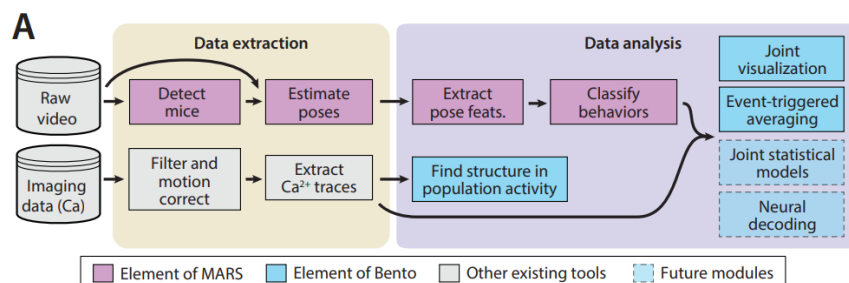 A
Data extraction
Data analysis
Raw
video
Detect
mice
Estimate
poses
Extract
pose feats.
Classify
behaviors
Joint
visualization
Event-triggered
averaging
Imaging
data (Ca)
Filter and
motion
correct
Extract
Ca²⁺ traces
Find structure in
population activity
Joint statistical
models
Neural
decoding
Element of MARS
Element of Bento
Other existing tools
Future modules